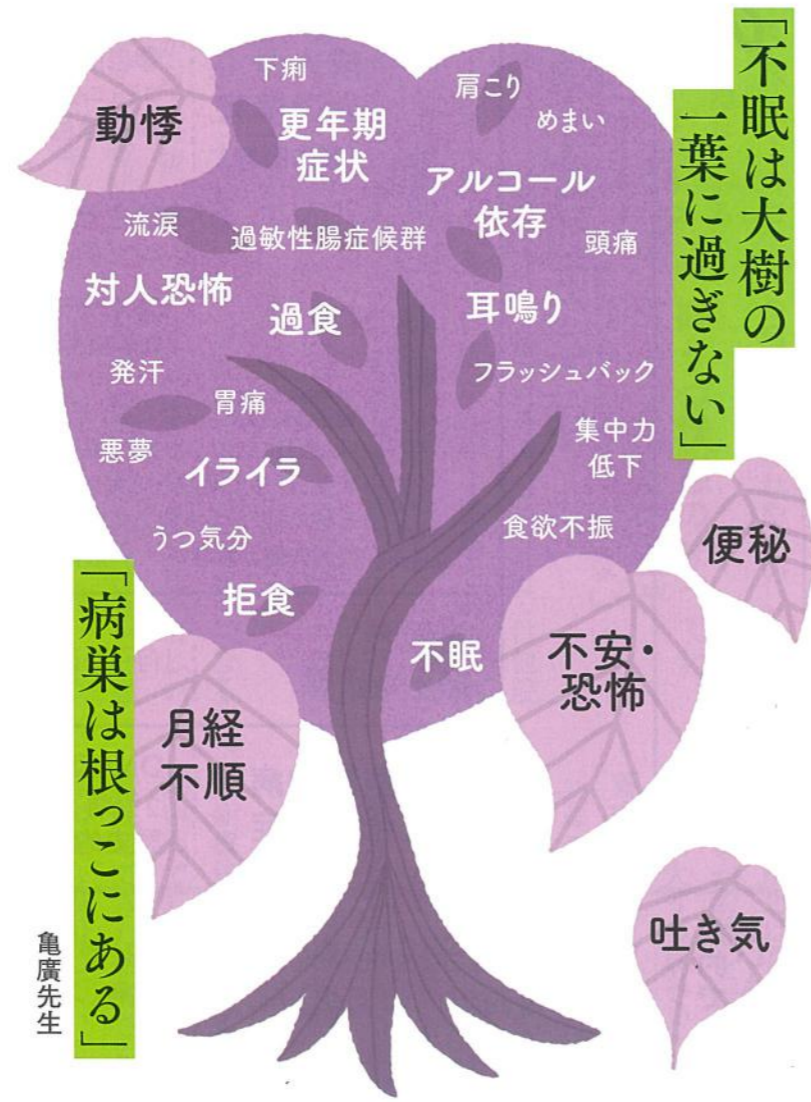 「不眠は大樹の
一葉に過ぎない」
下痢
肩こり
動悸
更年期
症状
めまい
アルコール
依存
流涙
過敏性腸症候群
頭痛
対人恐怖
過食
耳鳴り
発汗
胃痛
フラッシュバック
悪夢
イライラ
集中力
低下
うつ気分
食欲不振
便秘
拒食
不眠
不安・
恐怖
月経
不順
吐き気
「病巣は根っこにある」
亀廣先生